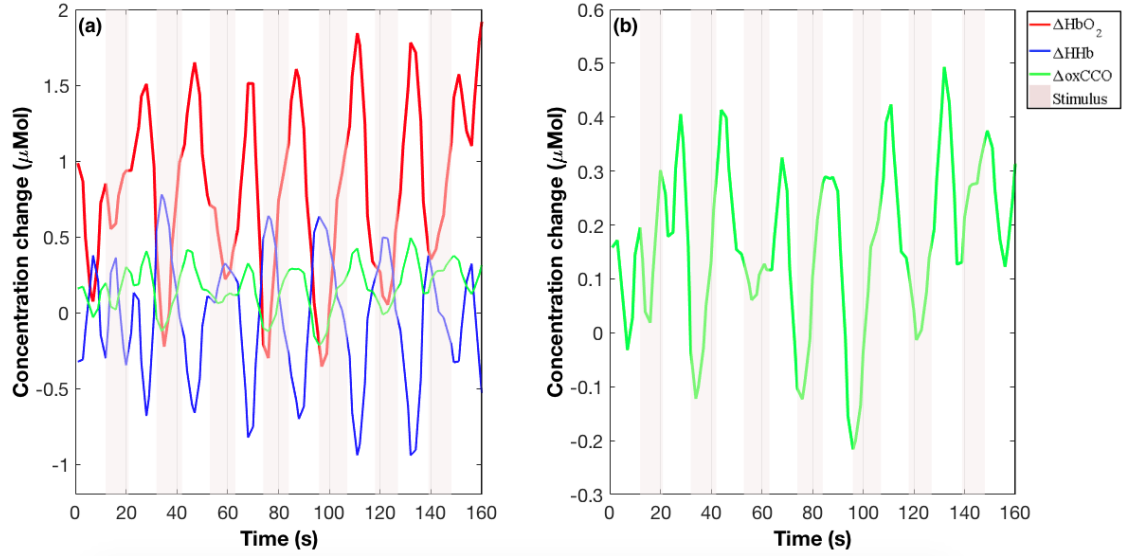 (a)
2
1.5
1
0.5
0
-0.5
-1
0 20 40 60 80 100 120 140 160
Time (s)
Concentration change (μMol)
(b)
0.6
0.5
0.4
0.3
0.2
0.1
0
-0.1
-0.2
-0.3
0 20 40 60 80 100 120 140 160
Time (s)
Concentration change (μMol)
ΔHbO₂
ΔHHb
ΔoxCCO
Stimulus